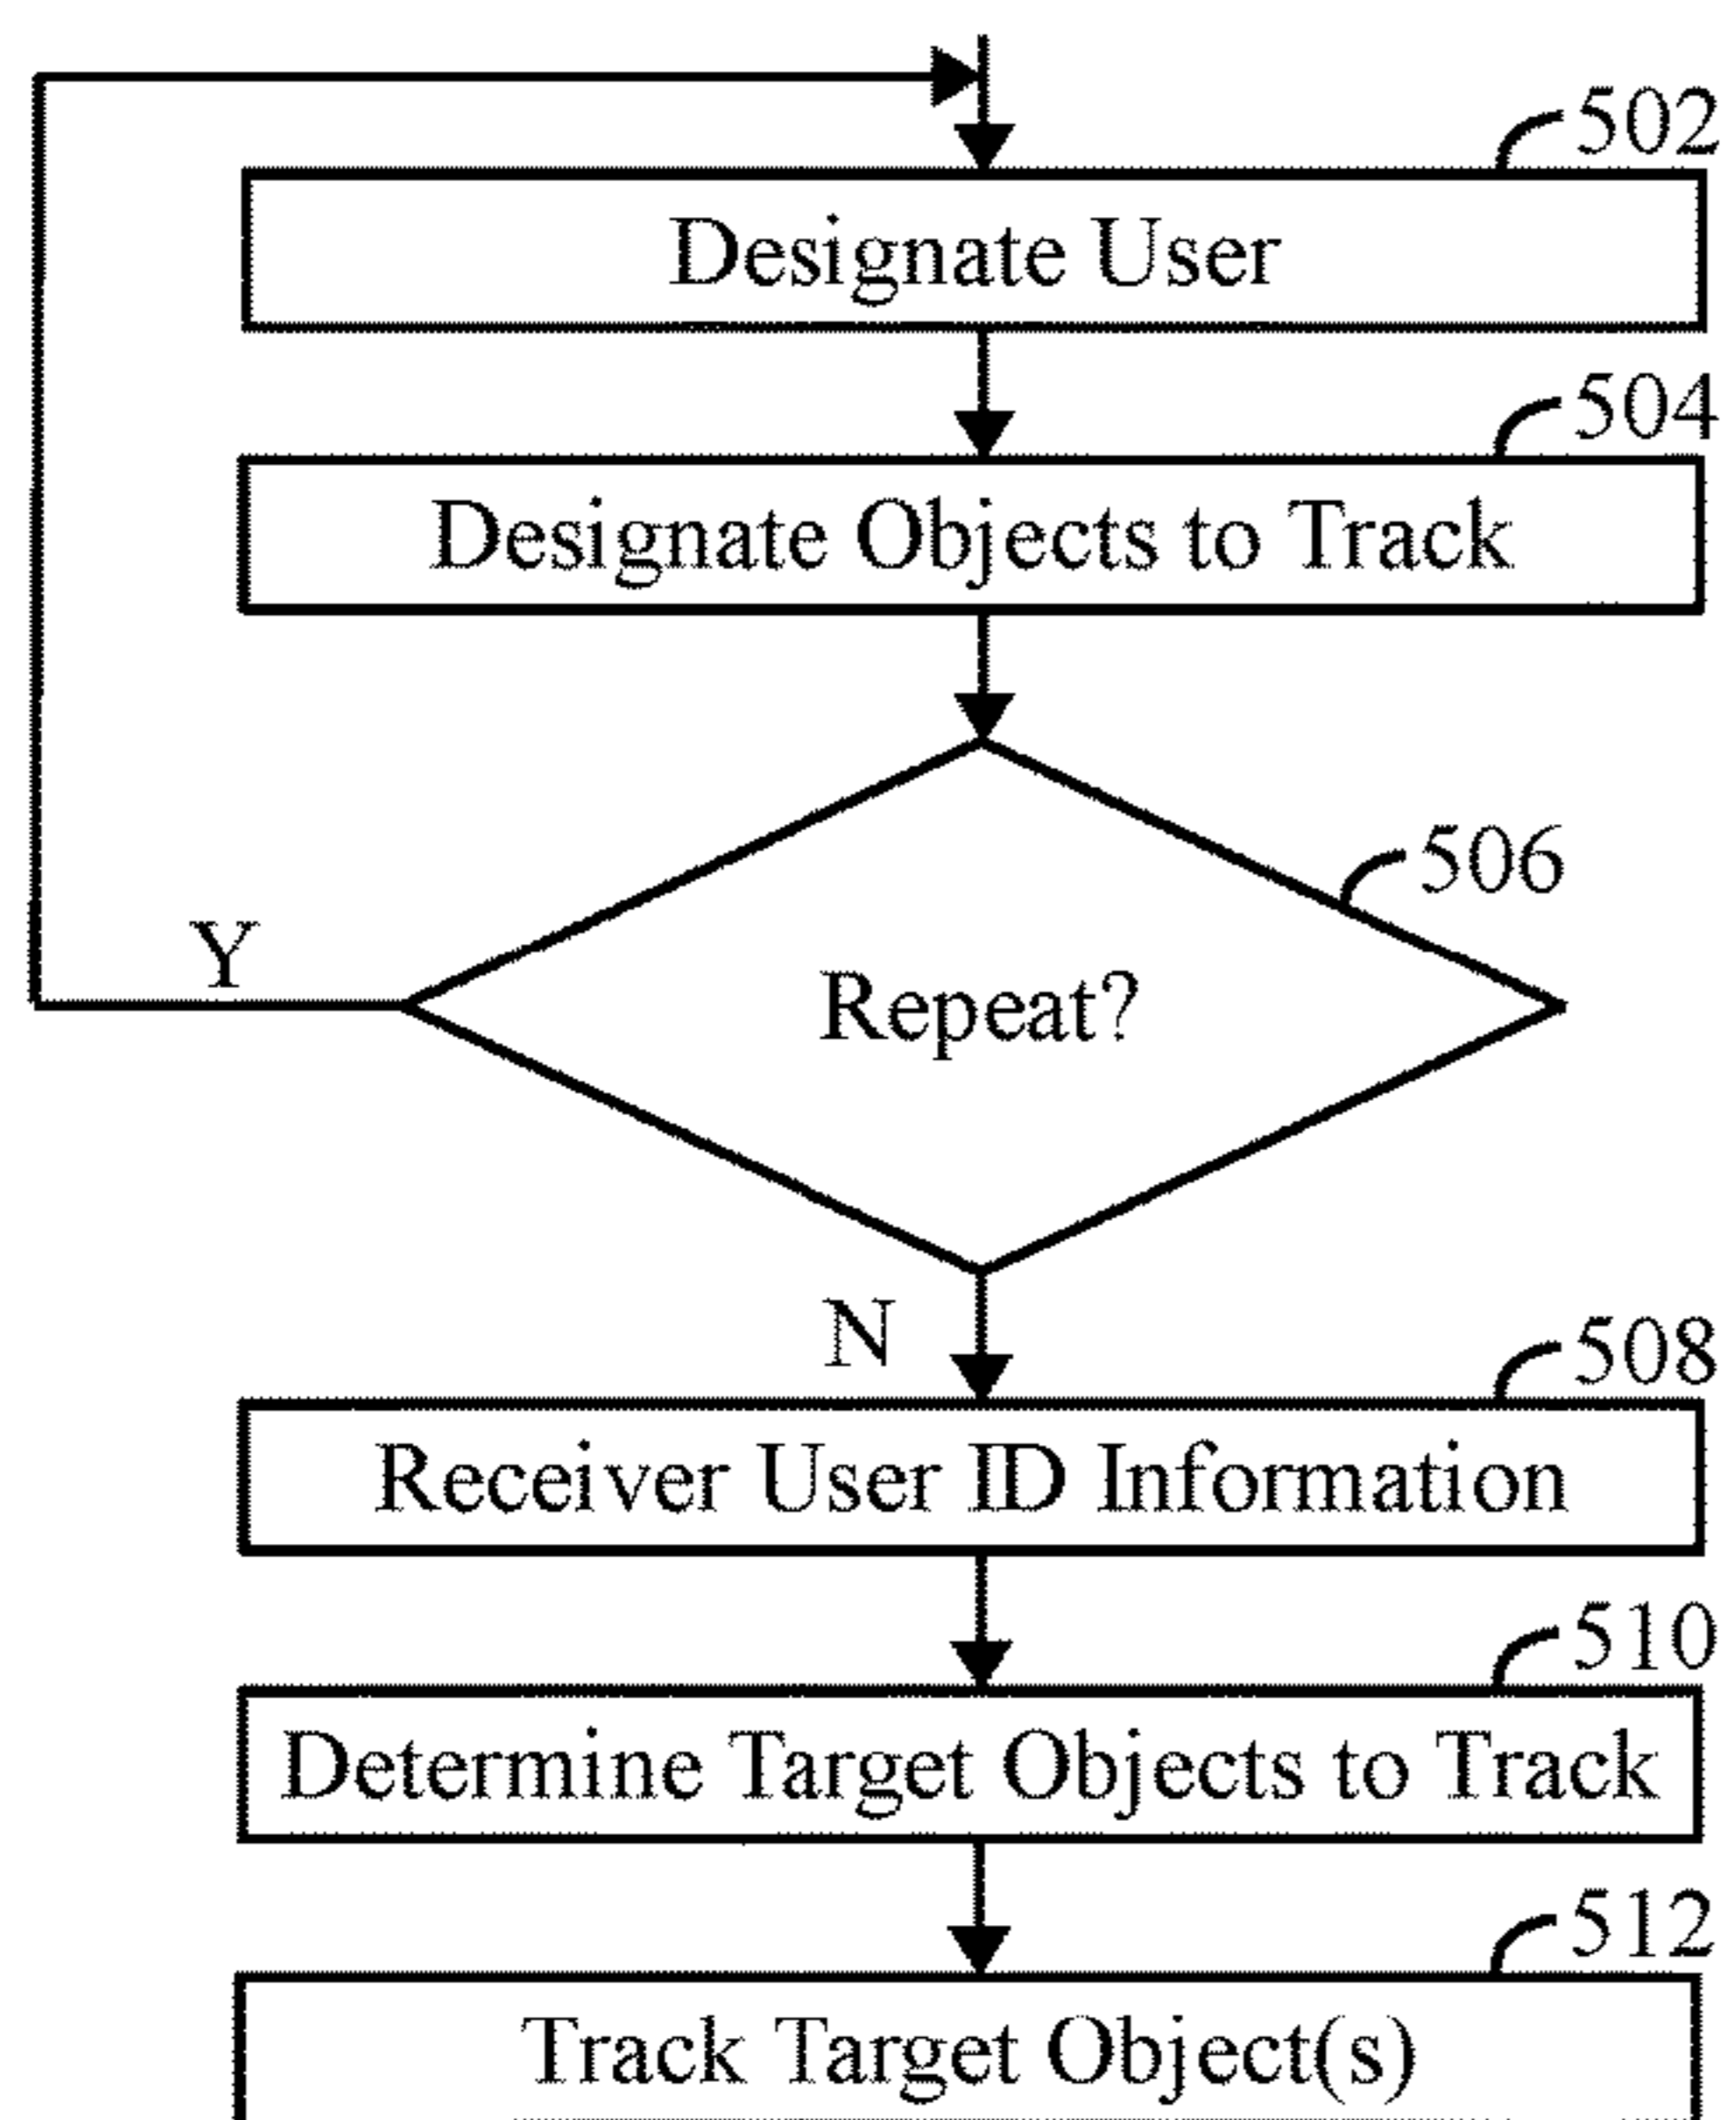 502
Designate User
504
Designate Objects to Track
506
Repeat?
Y
N
508
Receiver User ID Information
510
Determine Target Objects to Track
512
Track Target Object(s)